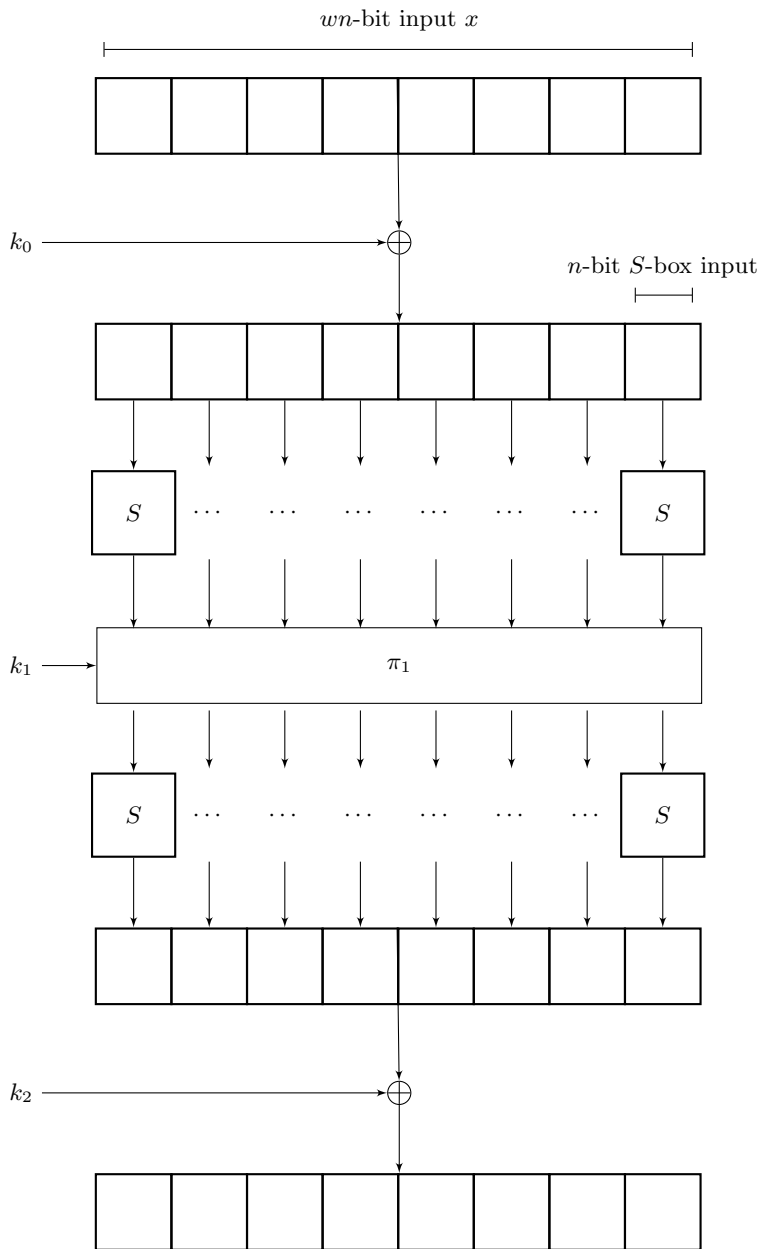 wn-bit input x
k₀
n-bit S-box input
S ... ... ... ... ... ... S
k₁ π₁
S ... ... ... ... ... ... S
k₂